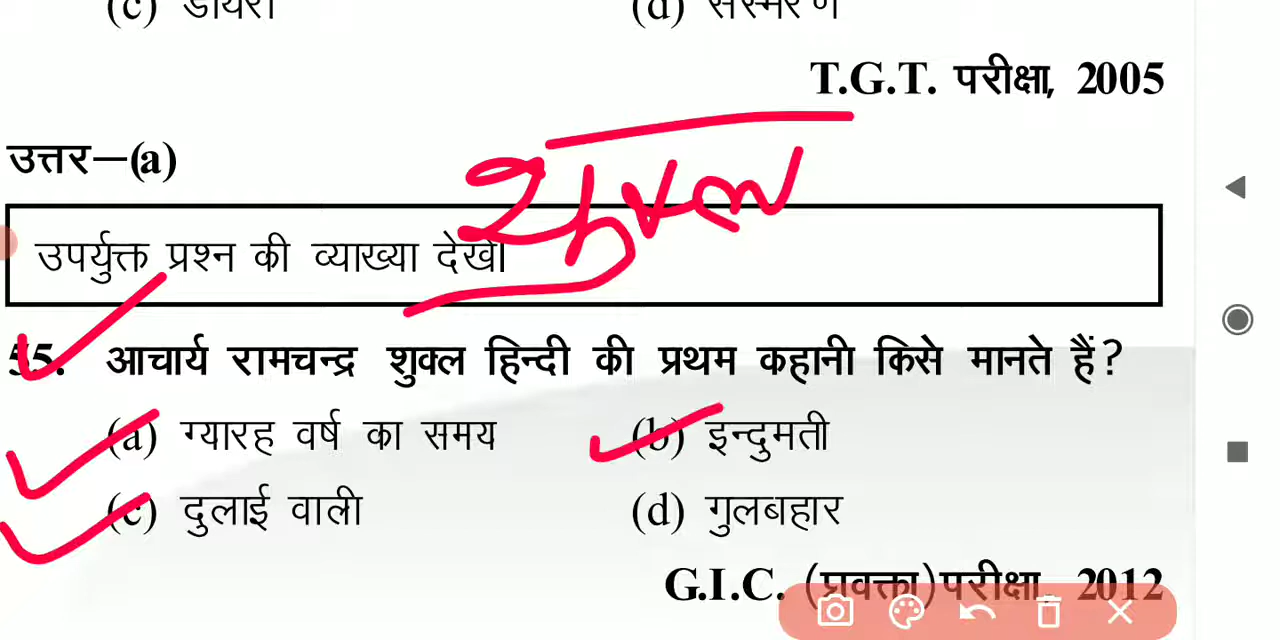 (c) डायरी (d) संस्मरण
T.G.T. परीक्षा, 2005
उत्तर—(a)
शुक्ल
उपर्युक्त प्रश्न की व्याख्या देखें।
55. आचार्य रामचन्द्र शुक्ल हिन्दी की प्रथम कहानी किसे मानते हैं?
(a) ग्यारह वर्ष का समय (b) इन्दुमती
(c) दुलाई वाली (d) गुलबहार
G.I.C. (प्रवक्ता) परीक्षा, 2012